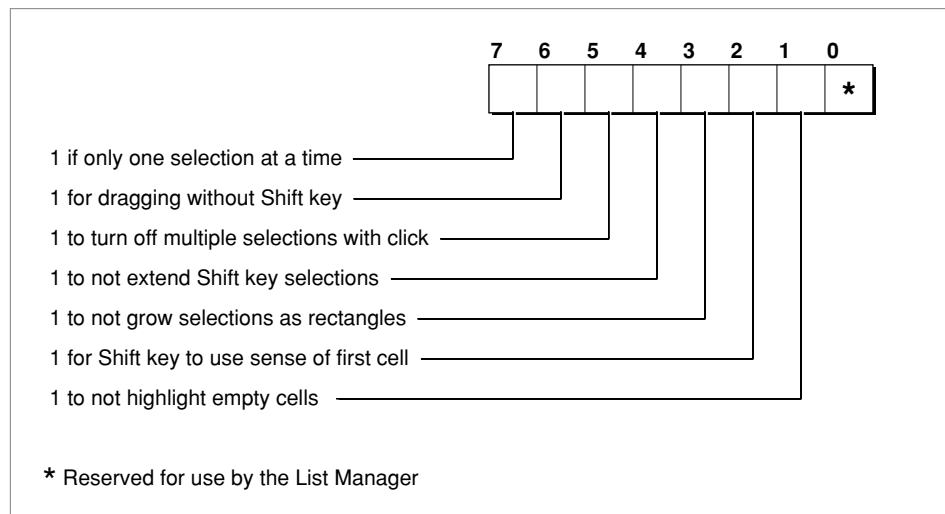 7 6 5 4 3 2 1 0
*
1 if only one selection at a time
1 for dragging without Shift key
1 to turn off multiple selections with click
1 to not extend Shift key selections
1 to not grow selections as rectangles
1 for Shift key to use sense of first cell
1 to not highlight empty cells
* Reserved for use by the List Manager